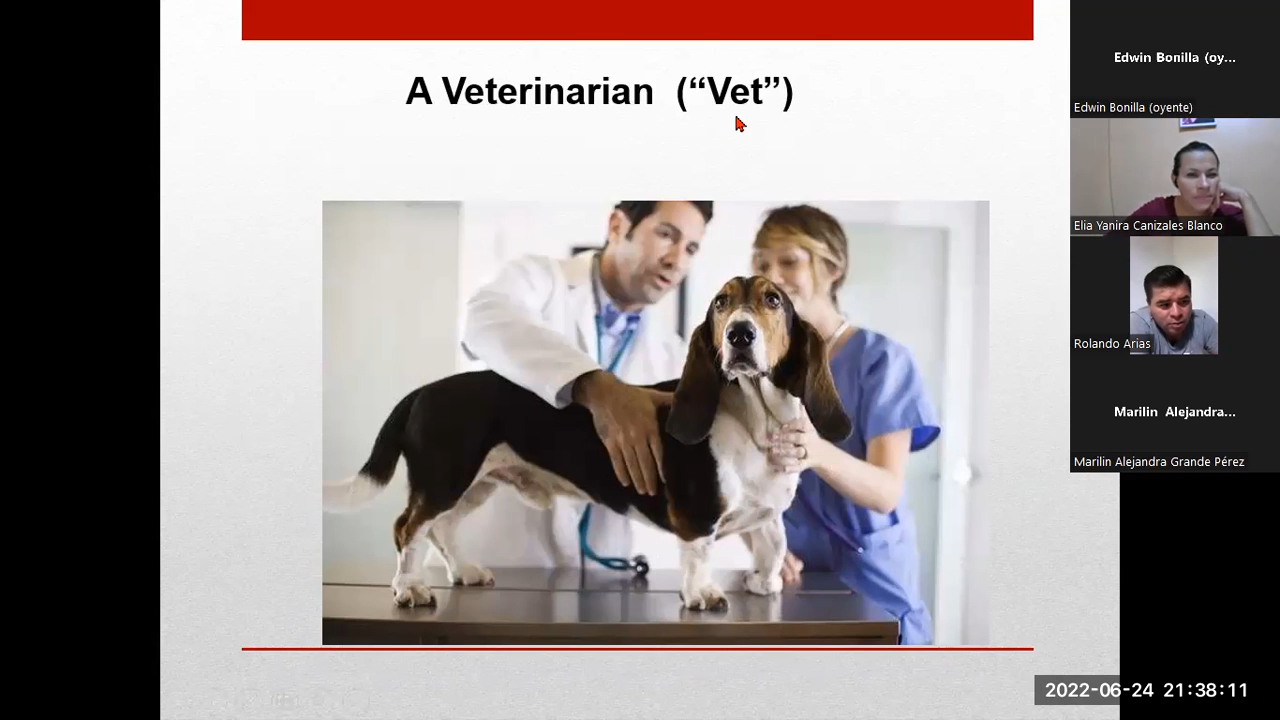 A Veterinarian (“Vet”)
Edwin Bonilla (oy...
Edwin Bonilla (oyente)
Elia Yanira Canizales Blanco
Rolando Arias
Marilin Alejandra...
Marilin Alejandra Grande Pérez
2022-06-24 21:38:11